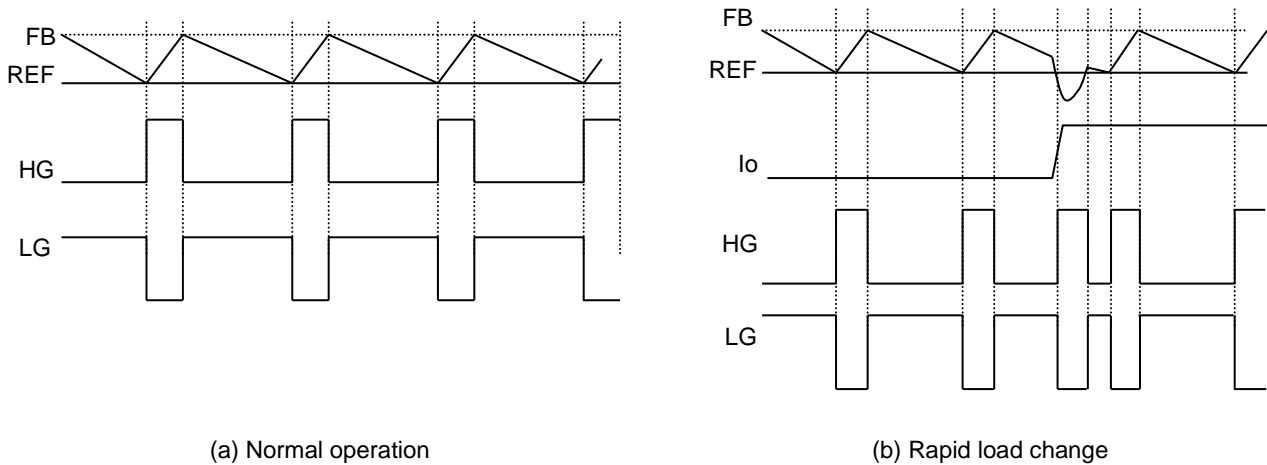 FB
REF
HG
LG
(a) Normal operation
FB
REF
Io
HG
LG
(b) Rapid load change